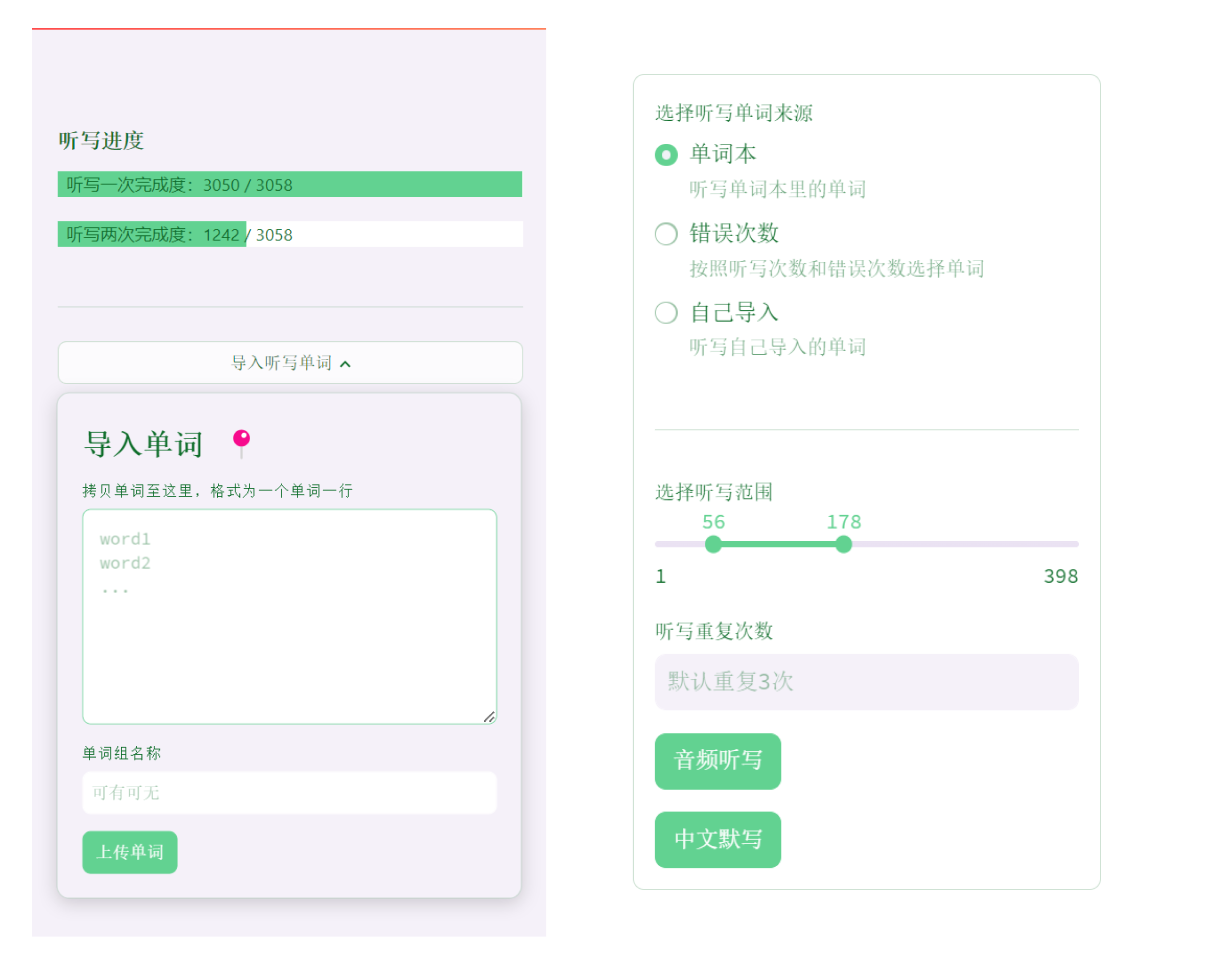 听写进度
听写一次完成度：3050 / 3058
听写两次完成度：1242 / 3058
导入听写单词
导入单词
拷贝单词至这里，格式为一个单词一行
word1
word2
...
单词组名称
可有可无
上传单词
选择听写单词来源
单词本
听写单词本里的单词
错误次数
按照听写次数和错误次数选择单词
自己导入
听写自己导入的单词
选择听写范围
56 178
1 398
听写重复次数
默认重复3次
音频听写
中文默写